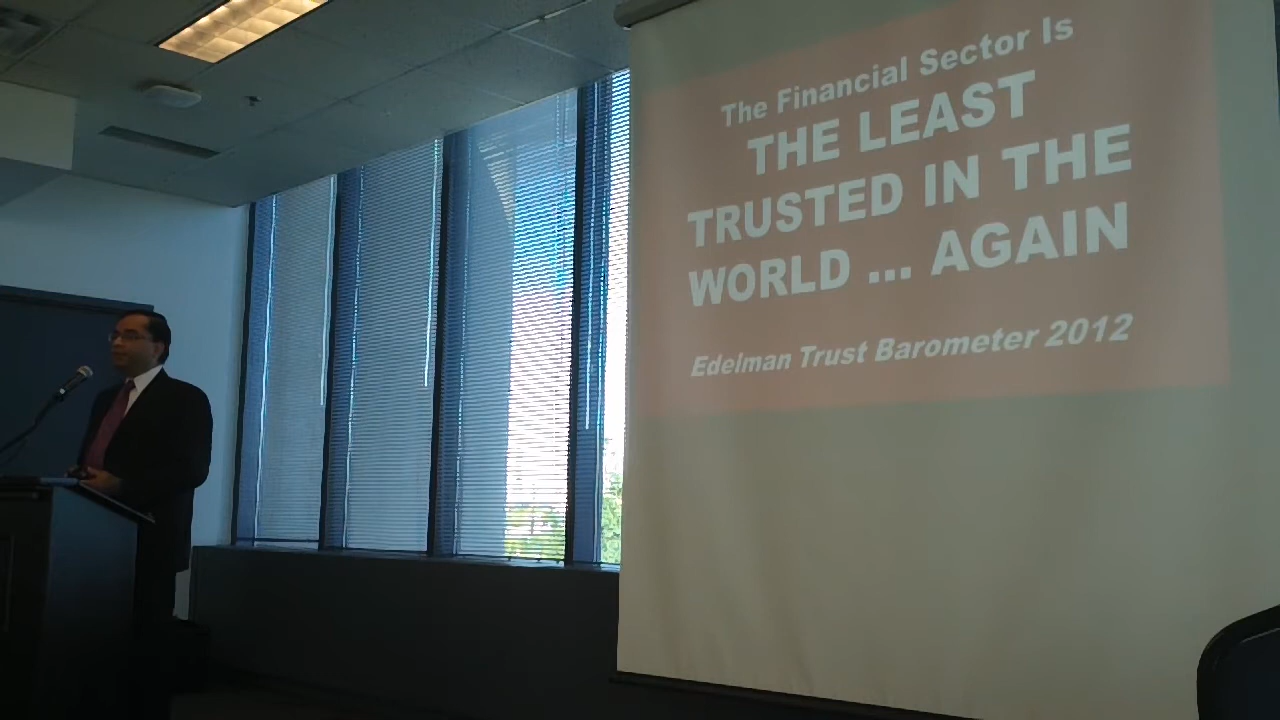 The Financial Sector Is
THE LEAST
TRUSTED IN THE
WORLD ... AGAIN
Edelman Trust Barometer 2012